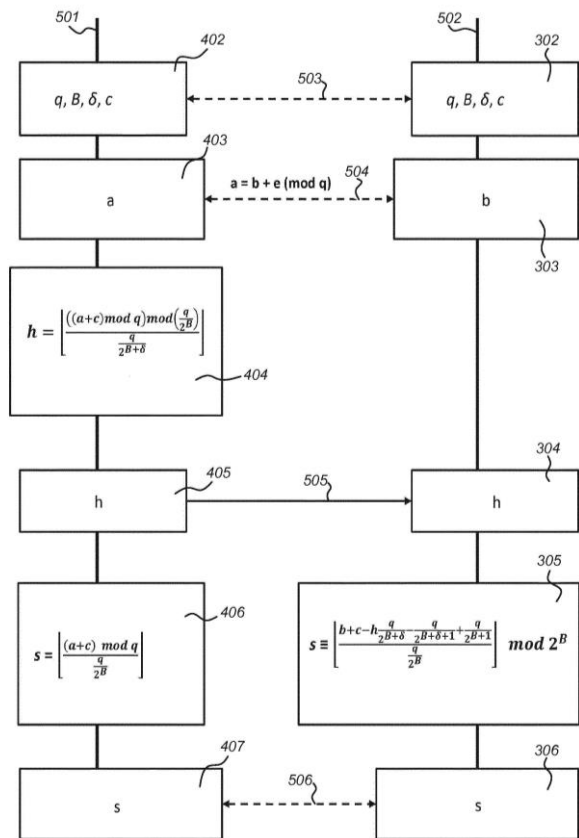 501
502
402
302
q, B, δ, c
503
q, B, δ, c
403
a
a = b + e (mod q)
504
b
303
h = ⌊((a+c)mod q)mod(q/2^B) / (q/2^(B+δ))⌋
404
405
304
h
505
h
305
406
s = ⌊(a+c) mod q / (q/2^B)⌋
s ≡ ⌊(b+c−h q/2^(B+δ) − q/2^(B+δ+1) + q/2^(B+1)) / (q/2^B)⌋ mod 2^B
407
306
s
506
s